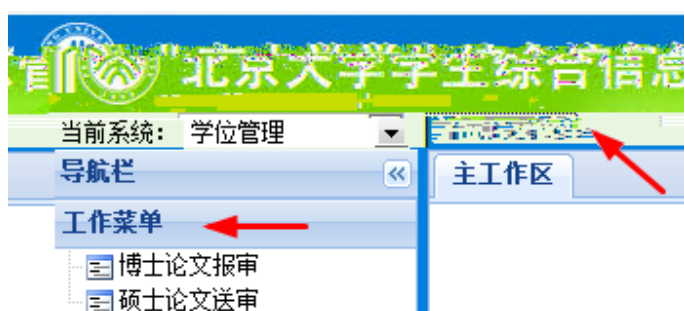 北京大学学生综合信息
当前系统： 学位管理
导航栏
主工作区
工作菜单
博士论文报审
硕士论文送审